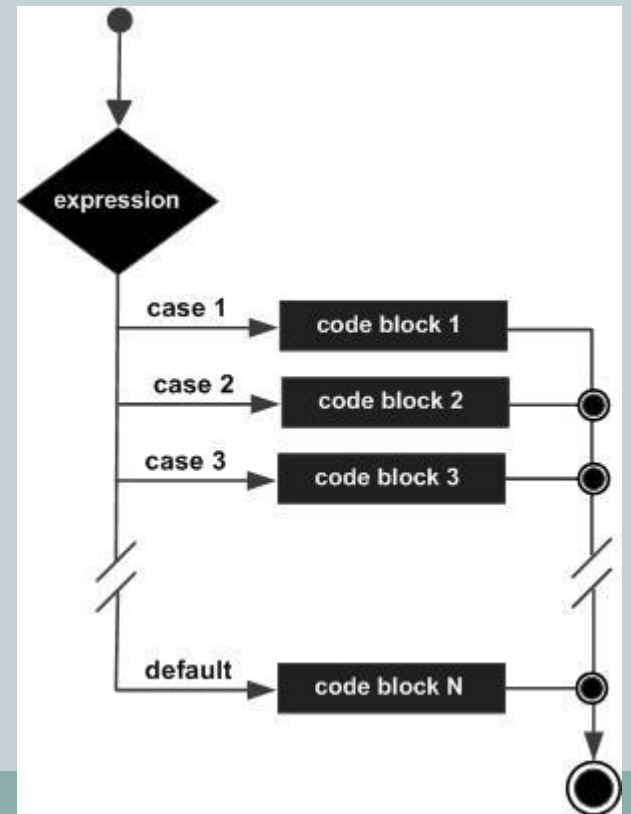 expression
case 1
code block 1
case 2
code block 2
case 3
code block 3
default
code block N